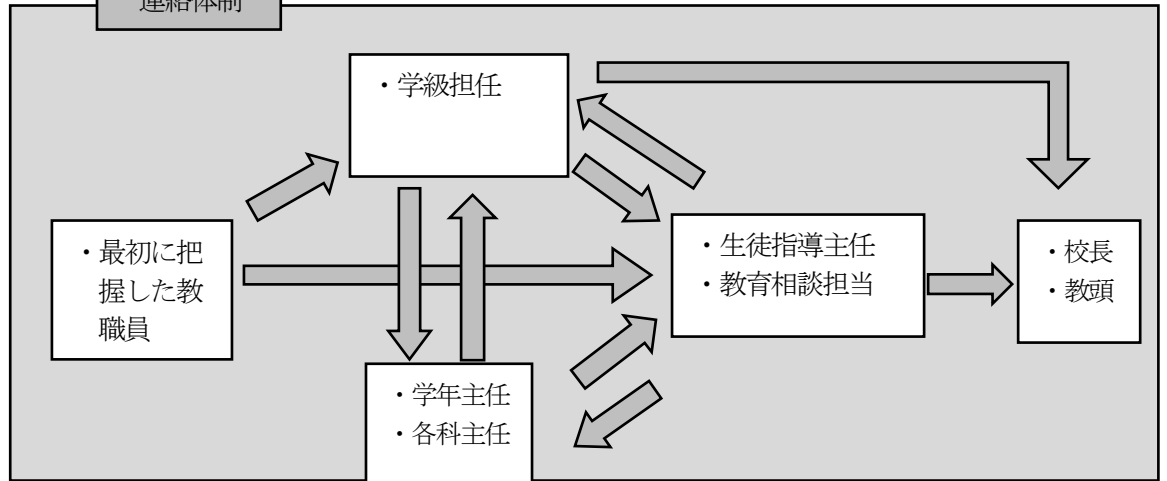 連絡体制
・学級担任
・最初に把
握した教
職員
・生徒指導主任
・教育相談担当
・校長
・教頭
・学年主任
・各科主任